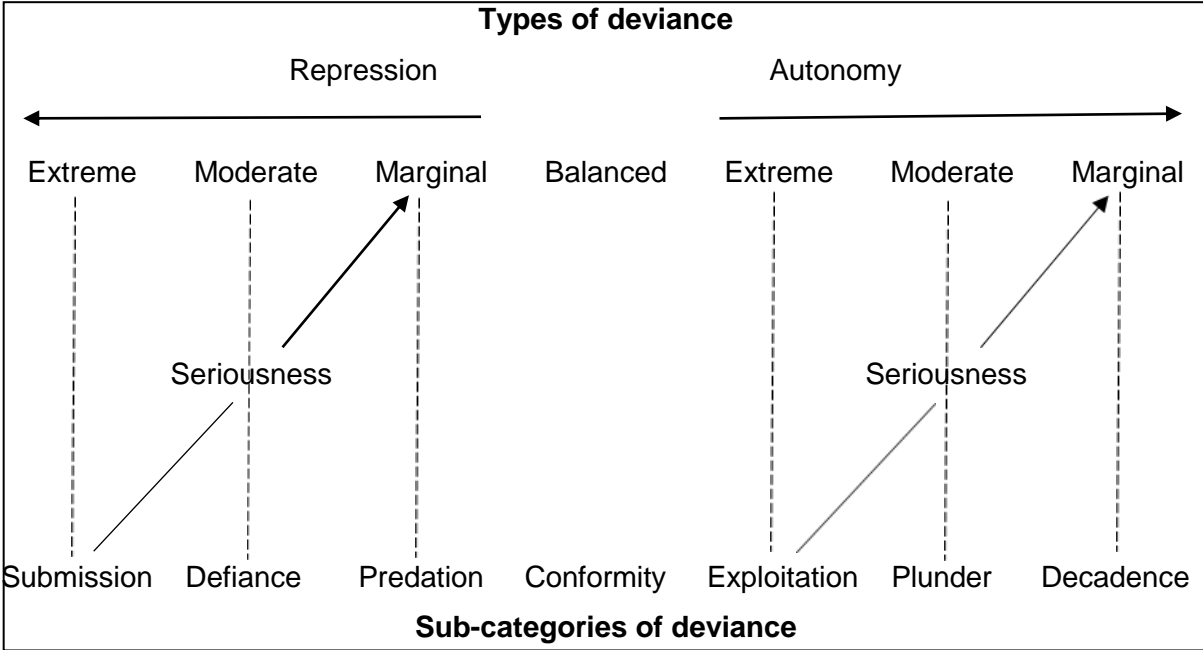 Types of deviance
Repression Autonomy
Extreme Moderate Marginal Balanced Extreme Moderate Marginal
Seriousness Seriousness
Submission Defiance Predation Conformity Exploitation Plunder Decadence
Sub-categories of deviance